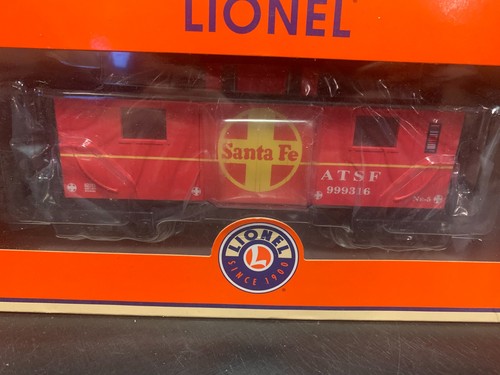 LIONEL
Santa Fe
ATSF
999316
LIONEL
L
SINCE 1900